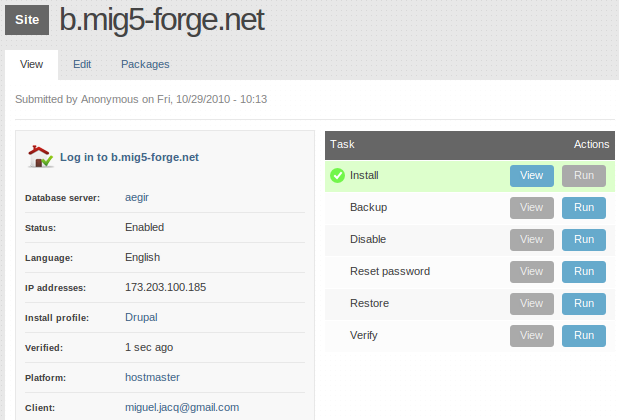 Site b.mig5-forge.net
View Edit Packages
Submitted by Anonymous on Fri, 10/29/2010 - 10:13
Log in to b.mig5-forge.net
Database server: aegir
Status: Enabled
Language: English
IP addresses: 173.203.100.185
Install profile: Drupal
Verified: 1 sec ago
Platform: hostmaster
Client: miguel.jacq@gmail.com
Task Actions
Install View Run
Backup View Run
Disable View Run
Reset password View Run
Restore View Run
Verify View Run